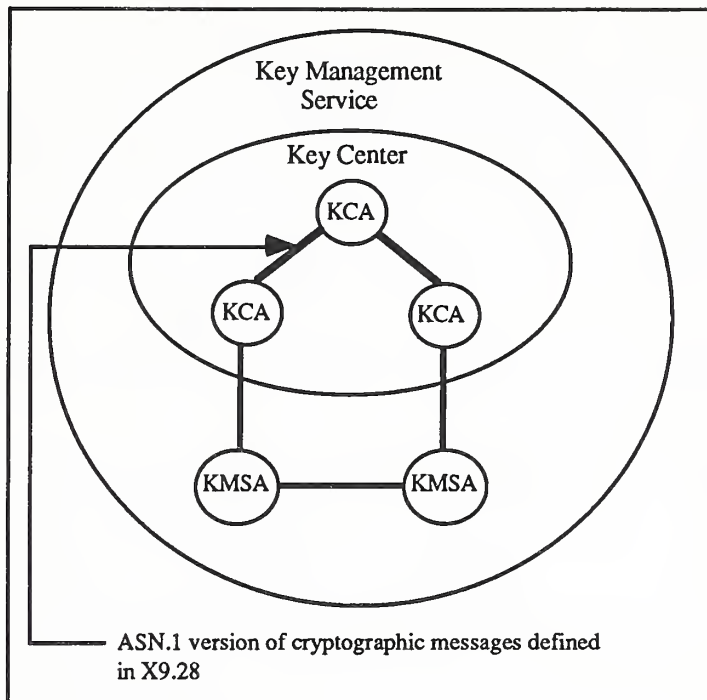 Key Management
Service
Key Center
KCA
KCA
KCA
KMSA
KMSA
ASN.1 version of cryptographic messages defined
in X9.28